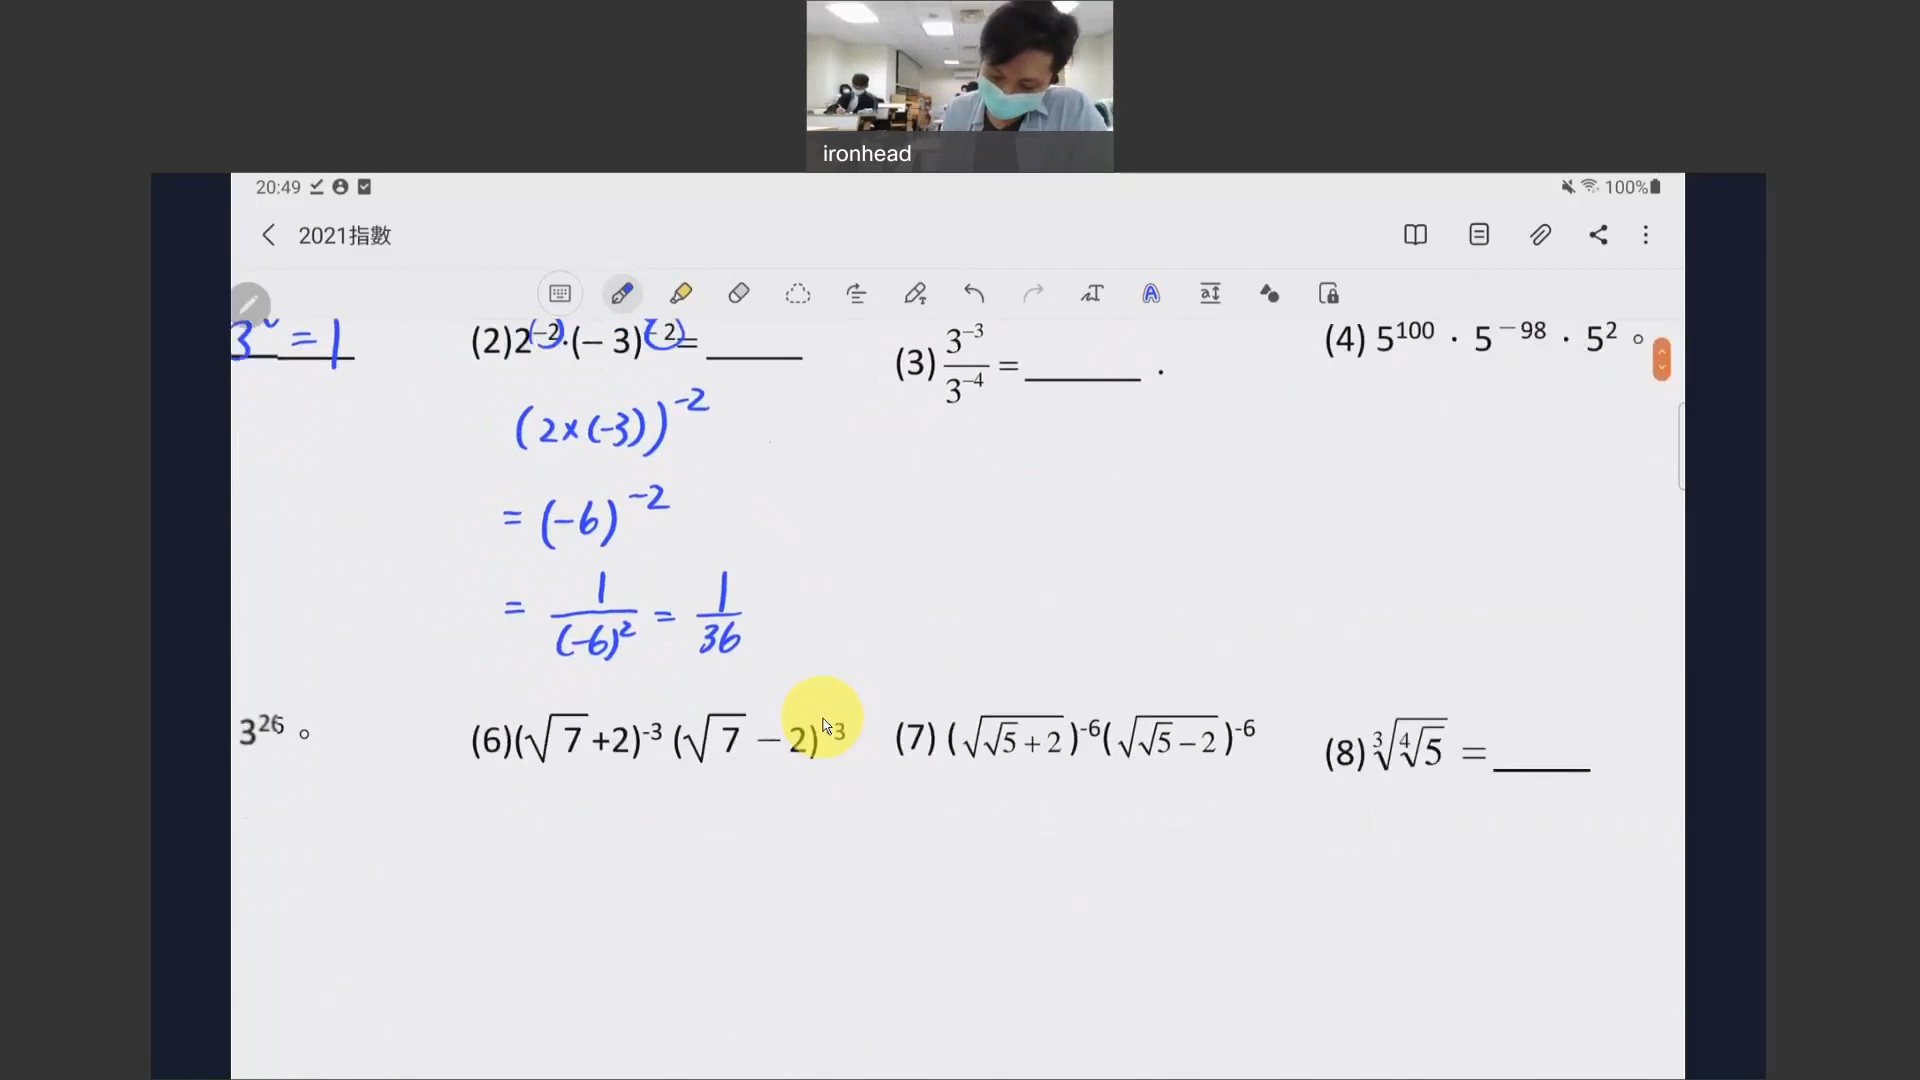 ironhead
20:49
100%
2021指數
3⁰ = 1
(2)2⁻²·(− 3)⁻²= ______
(3) 3⁻³/3⁻⁴ = ______ .
(4) 5¹⁰⁰ · 5⁻⁹⁸ · 5² 。
(2×(-3))⁻²
= (-6)⁻²
= 1/(-6)² = 1/36
3²⁶ 。
(6)(√7 +2)⁻³ (√7 − 2)⁻³
(7) (√(√5 + 2))⁻⁶(√(√5 − 2))⁻⁶
(8) ³√(⁴√5) = ______